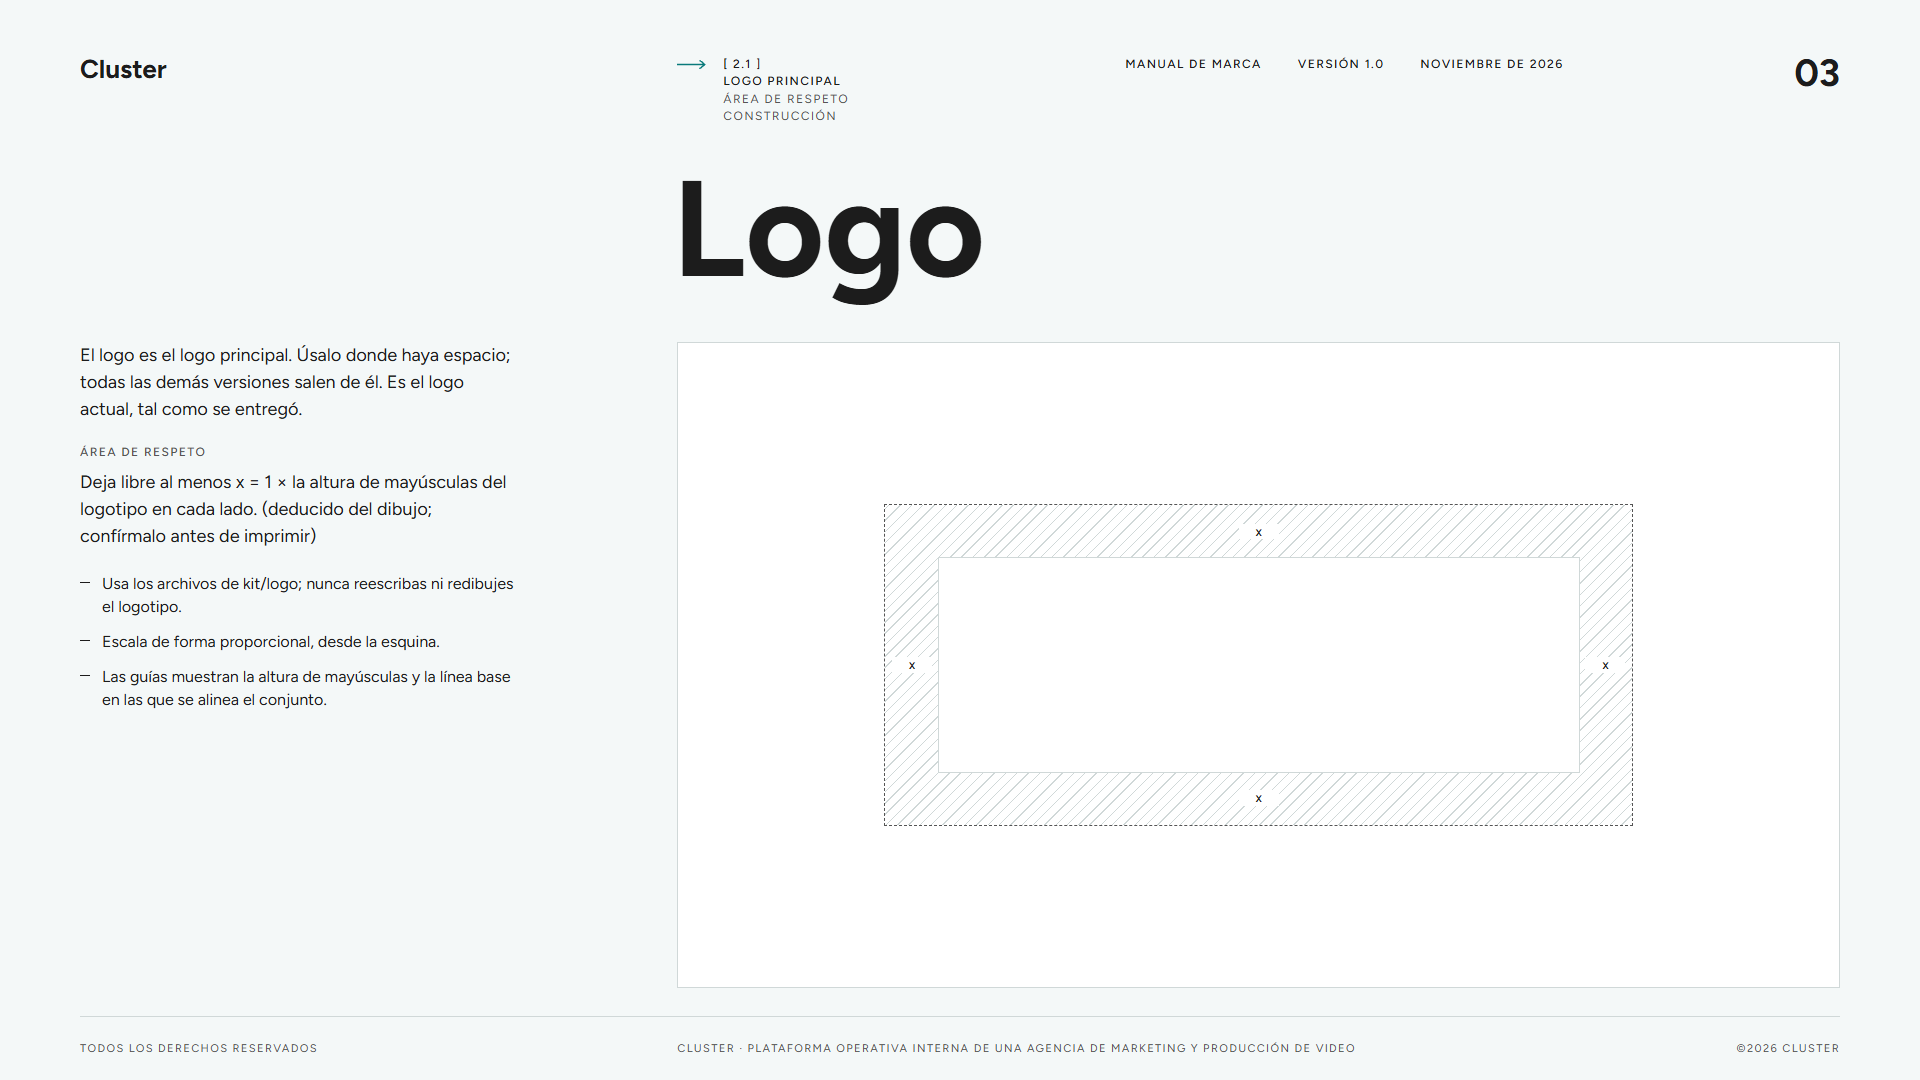 Cluster
[ 2.1 ]
LOGO PRINCIPAL
ÁREA DE RESPETO
CONSTRUCCIÓN
MANUAL DE MARCA
VERSIÓN 1.0
NOVIEMBRE DE 2026
03
Logo
El logo es el logo principal. Úsalo donde haya espacio;
todas las demás versiones salen de él. Es el logo
actual, tal como se entregó.
ÁREA DE RESPETO
Deja libre al menos x = 1 × la altura de mayúsculas del
logotipo en cada lado. (deducido del dibujo;
confírmalo antes de imprimir)
— Usa los archivos de kit/logo; nunca reescribas ni redibujes
el logotipo.
— Escala de forma proporcional, desde la esquina.
— Las guías muestran la altura de mayúsculas y la línea base
en las que se alinea el conjunto.
x
x
x
x
TODOS LOS DERECHOS RESERVADOS
CLUSTER · PLATAFORMA OPERATIVA INTERNA DE UNA AGENCIA DE MARKETING Y PRODUCCIÓN DE VIDEO
©2026 CLUSTER